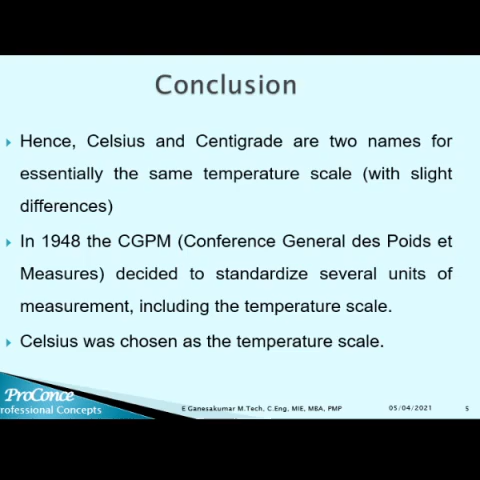 Conclusion
Hence, Celsius and Centigrade are two names for
essentially the same temperature scale (with slight
differences)
In 1948 the CGPM (Conference General des Poids et
Measures) decided to standardize several units of
measurement, including the temperature scale.
Celsius was chosen as the temperature scale.
ProConce
rofessional Concepts
E Ganesakumar M.Tech, C.Eng, MIE, MBA, PMP
05/04/2021
5